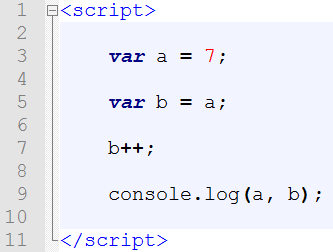 1 <script>
2
3 var a = 7;
4
5 var b = a;
6
7 b++;
8
9 console.log(a, b);
10
11 </script>